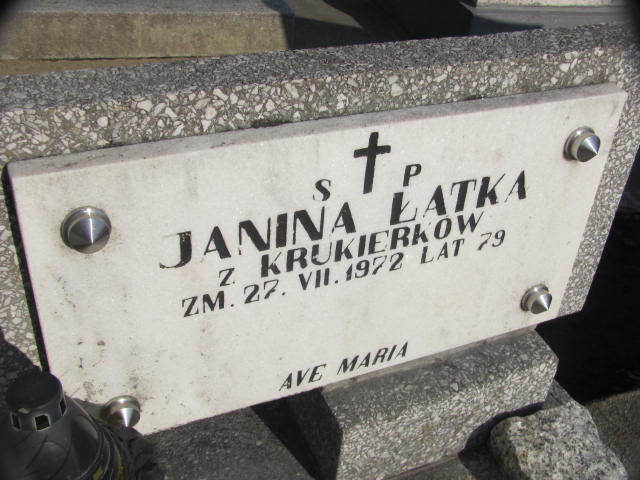 S P
JANINA ŁATKA
Z KRUKIERKÓW
ZM. 27. VII. 1972 LAT 79
AVE MARIA